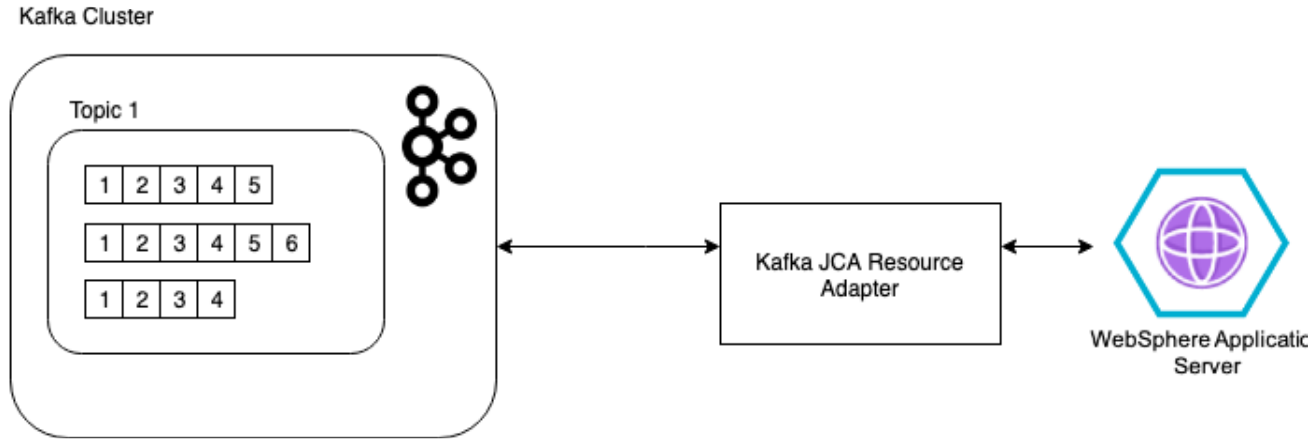 Kafka Cluster
Topic 1
1 2 3 4 5
1 2 3 4 5 6
1 2 3 4
Kafka JCA Resource
Adapter
WebSphere Applicatio
Server